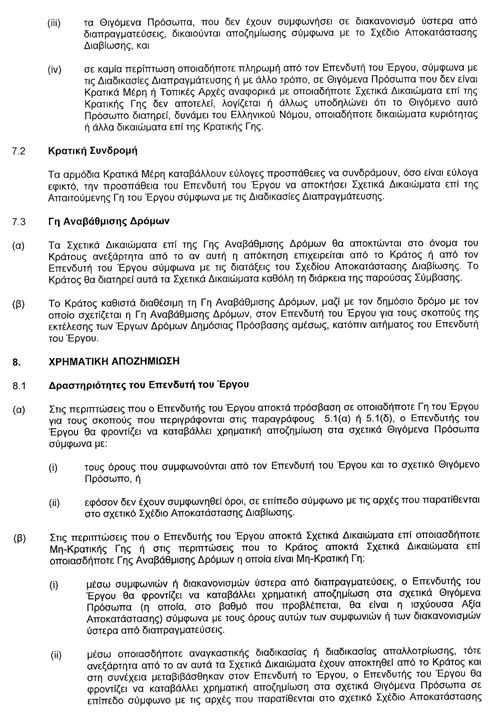 (iii) τα Θιγόμενα Πρόσωπα, που δεν έχουν συμφωνήσει σε διακανονισμό ύστερα από
διαπραγματεύσεις, δικαιούνται αποζημίωσης σύμφωνα με το Σχέδιο Αποκατάστασης
Διαβίωσης, και
(iv) σε καμία περίπτωση οποιαδήποτε πληρωμή από τον Επενδυτή του Έργου, σύμφωνα με
τις Διαδικασίες Διαπραγμάτευσης ή με άλλο τρόπο, σε Θιγόμενα Πρόσωπα που δεν είναι
Κρατικά Μέρη ή Τοπικές Αρχές αναφορικά με οποιαδήποτε Σχετικά Δικαιώματα επί της
Κρατικής Γης δεν αποτελεί, λογίζεται ή άλλως υποδηλώνει ότι το Θιγόμενο αυτό
Πρόσωπο διατηρεί, δυνάμει του Ελληνικού Νόμου, οποιαδήποτε δικαιώματα κυριότητας
ή άλλα δικαιώματα επί της Κρατικής Γης.
7.2 Κρατική Συνδρομή
Τα αρμόδια Κρατικά Μέρη καταβάλλουν εύλογες προσπάθειες να συνδράμουν, όσο είναι εύλογα
εφικτό, την προσπάθεια του Επενδυτή του Έργου να αποκτήσει Σχετικά Δικαιώματα επί της
Απαιτούμενης Γη του Έργου σύμφωνα με τις Διαδικασίες Διαπραγμάτευσης.
7.3 Γη Αναβάθμισης Δρόμων
(α) Τα Σχετικά Δικαιώματα επί της Γης Αναβάθμισης Δρόμων θα αποκτώνται στο όνομα του
Κράτους ανεξάρτητα από το αν αυτή η απόκτηση επιχειρείται από το Κράτος ή από τον
Επενδυτή του Έργου σύμφωνα με τις διατάξεις του Σχεδίου Αποκατάστασης Διαβίωσης. Το
Κράτος θα διατηρεί αυτά τα Σχετικά Δικαιώματα καθόλη τη διάρκεια της παρούσας Σύμβασης.
(β) Το Κράτος καθιστά διαθέσιμη τη Γη Αναβάθμισης Δρόμων, μαζί με τον δημόσιο δρόμο με τον
οποίο σχετίζεται η Γη Αναβάθμισης Δρόμων, στον Επενδυτή του Έργου για τους σκοπούς της
εκτέλεσης των Έργων Δρόμων Δημόσιας Πρόσβασης αμέσως, κατόπιν αιτήματος του Επενδυτή
του Έργου.
8. ΧΡΗΜΑΤΙΚΗ ΑΠΟΖΗΜΙΩΣΗ
8.1 Δραστηριότητες του Επενδυτή του Έργου
(α) Στις περιπτώσεις που ο Επενδυτής του Έργου αποκτά πρόσβαση σε οποιαδήποτε Γη του Έργου
για τους σκοπούς που περιγράφονται στις παραγράφους 5.1(α) ή 5.1(δ), ο Επενδυτής του
Έργου θα φροντίζει να καταβάλλει χρηματική αποζημίωση στα σχετικά Θιγόμενα Πρόσωπα
σύμφωνα με:
(i) τους όρους που συμφωνούνται από τον Επενδυτή του Έργου και το σχετικό Θιγόμενο
Πρόσωπο, ή
(ii) εφόσον δεν έχουν συμφωνηθεί όροι, σε επίπεδο σύμφωνο με τις αρχές που παρατίθενται
στο σχετικό Σχέδιο Αποκατάστασης Διαβίωσης.
(β) Στις περιπτώσεις που ο Επενδυτής του Έργου αποκτά Σχετικά Δικαιώματα επί οποιασδήποτε
Μη-Κρατικής Γης ή στις περιπτώσεις που το Κράτος αποκτά Σχετικά Δικαιώματα επί
οποιασδήποτε Γης Αναβάθμισης Δρόμων η οποία είναι Μη-Κρατική Γη:
(i) μέσω συμφωνιών ή διακανονισμών ύστερα από διαπραγματεύσεις, ο Επενδυτής του
Έργου θα φροντίζει να καταβάλλει χρηματική αποζημίωση στα σχετικά Θιγόμενα
Πρόσωπα (η οποία, στο βαθμό που προβλέπεται, θα είναι η ισχύουσα Αξία
Αποκατάστασης) σύμφωνα με τους όρους αυτών των συμφωνιών ή των διακανονισμών
ύστερα από διαπραγματεύσεις.
(ii) μέσω οποιασδήποτε αναγκαστικής διαδικασίας ή διαδικασίας απαλλοτρίωσης, τότε
ανεξάρτητα από το αν αυτά τα Σχετικά Δικαιώματα έχουν αποκτηθεί από το Κράτος και
στη συνέχεια μεταβιβάσθηκαν στον Επενδυτή το Έργου, ο Επενδυτής του Έργου θα
φροντίζει να καταβάλλει χρηματική αποζημίωση στα σχετικά Θιγόμενα Πρόσωπα σε
επίπεδο σύμφωνο με τις αρχές που παρατίθενται στο σχετικό Σχέδιο Αποκατάστασης